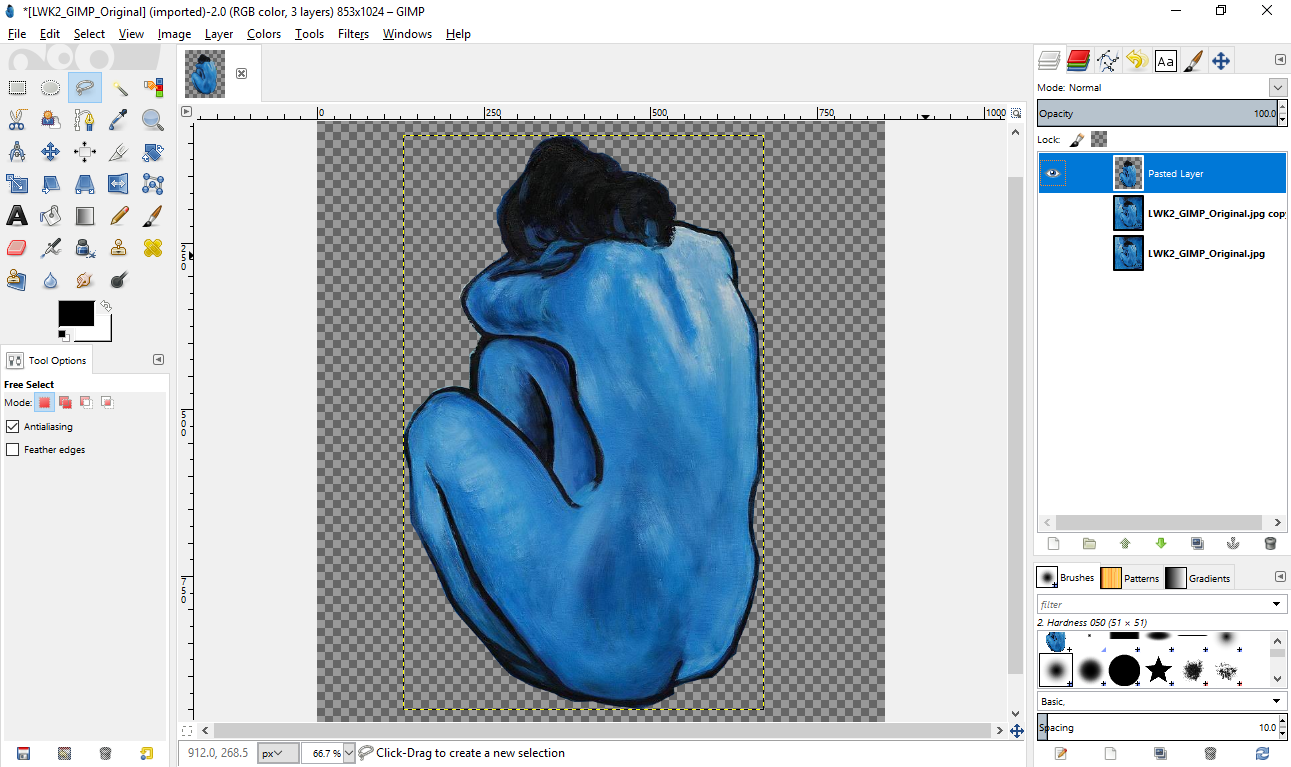 *[LWK2_GIMP_Original] (imported)-2.0 (RGB color, 3 layers) 853x1024 – GIMP
File Edit Select View Image Layer Colors Tools Filters Windows Help
0 250 500 750 1000
250
500
750
Tool Options
Free Select
Mode:
Antialiasing
Feather edges
912.0, 268.5 px 66.7 % Click-Drag to create a new selection
Aa
Mode: Normal
Opacity 100.0
Lock:
Pasted Layer
LWK2_GIMP_Original.jpg cop
LWK2_GIMP_Original.jpg
Brushes Patterns Gradients
filter
2. Hardness 050 (51 × 51)
Basic,
Spacing 10.0